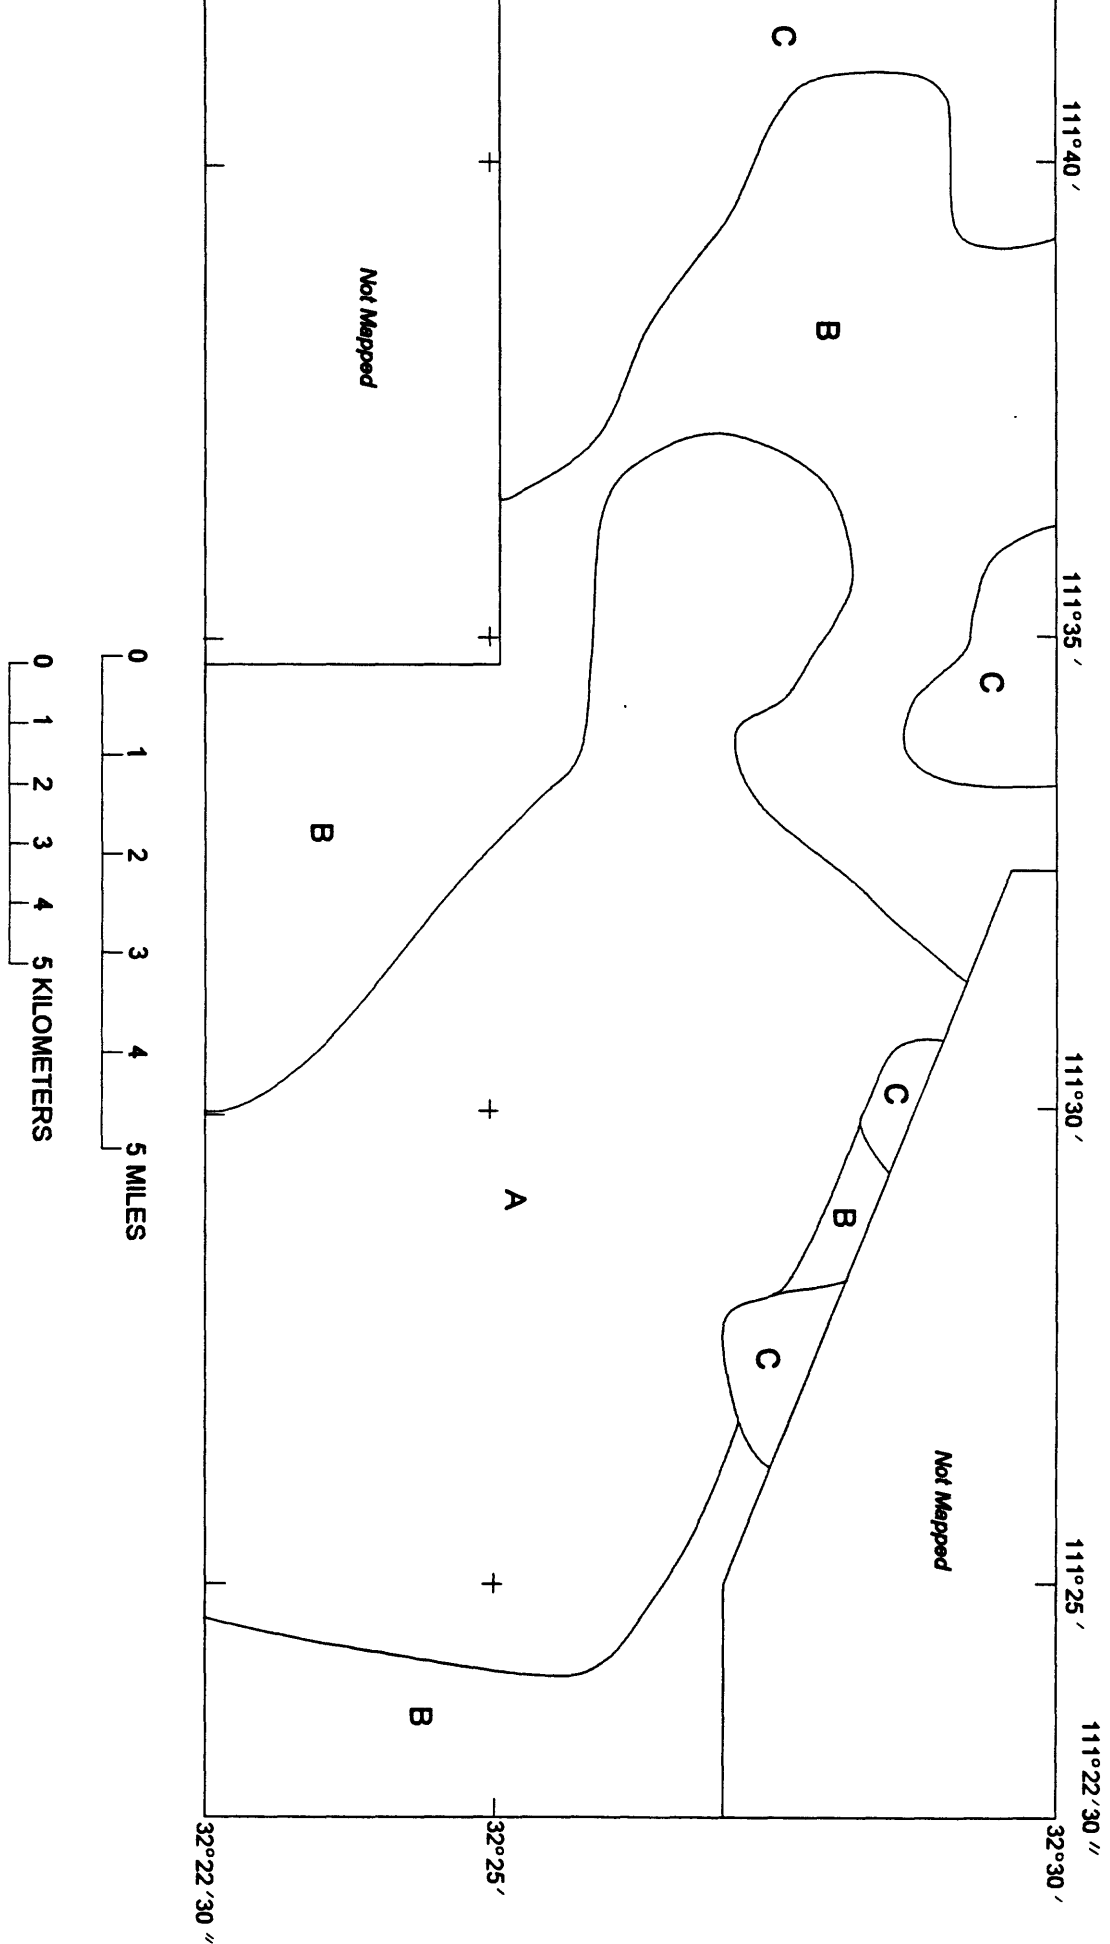 111°40′
111°35′
111°30′
111°25′
111°22′30″
32°30′
C
B
C
C
B
C
Not Mapped
Not Mapped
A
B
B
32°25′
32°22′30″
0 1 2 3 4 5 MILES
0 1 2 3 4 5 KILOMETERS